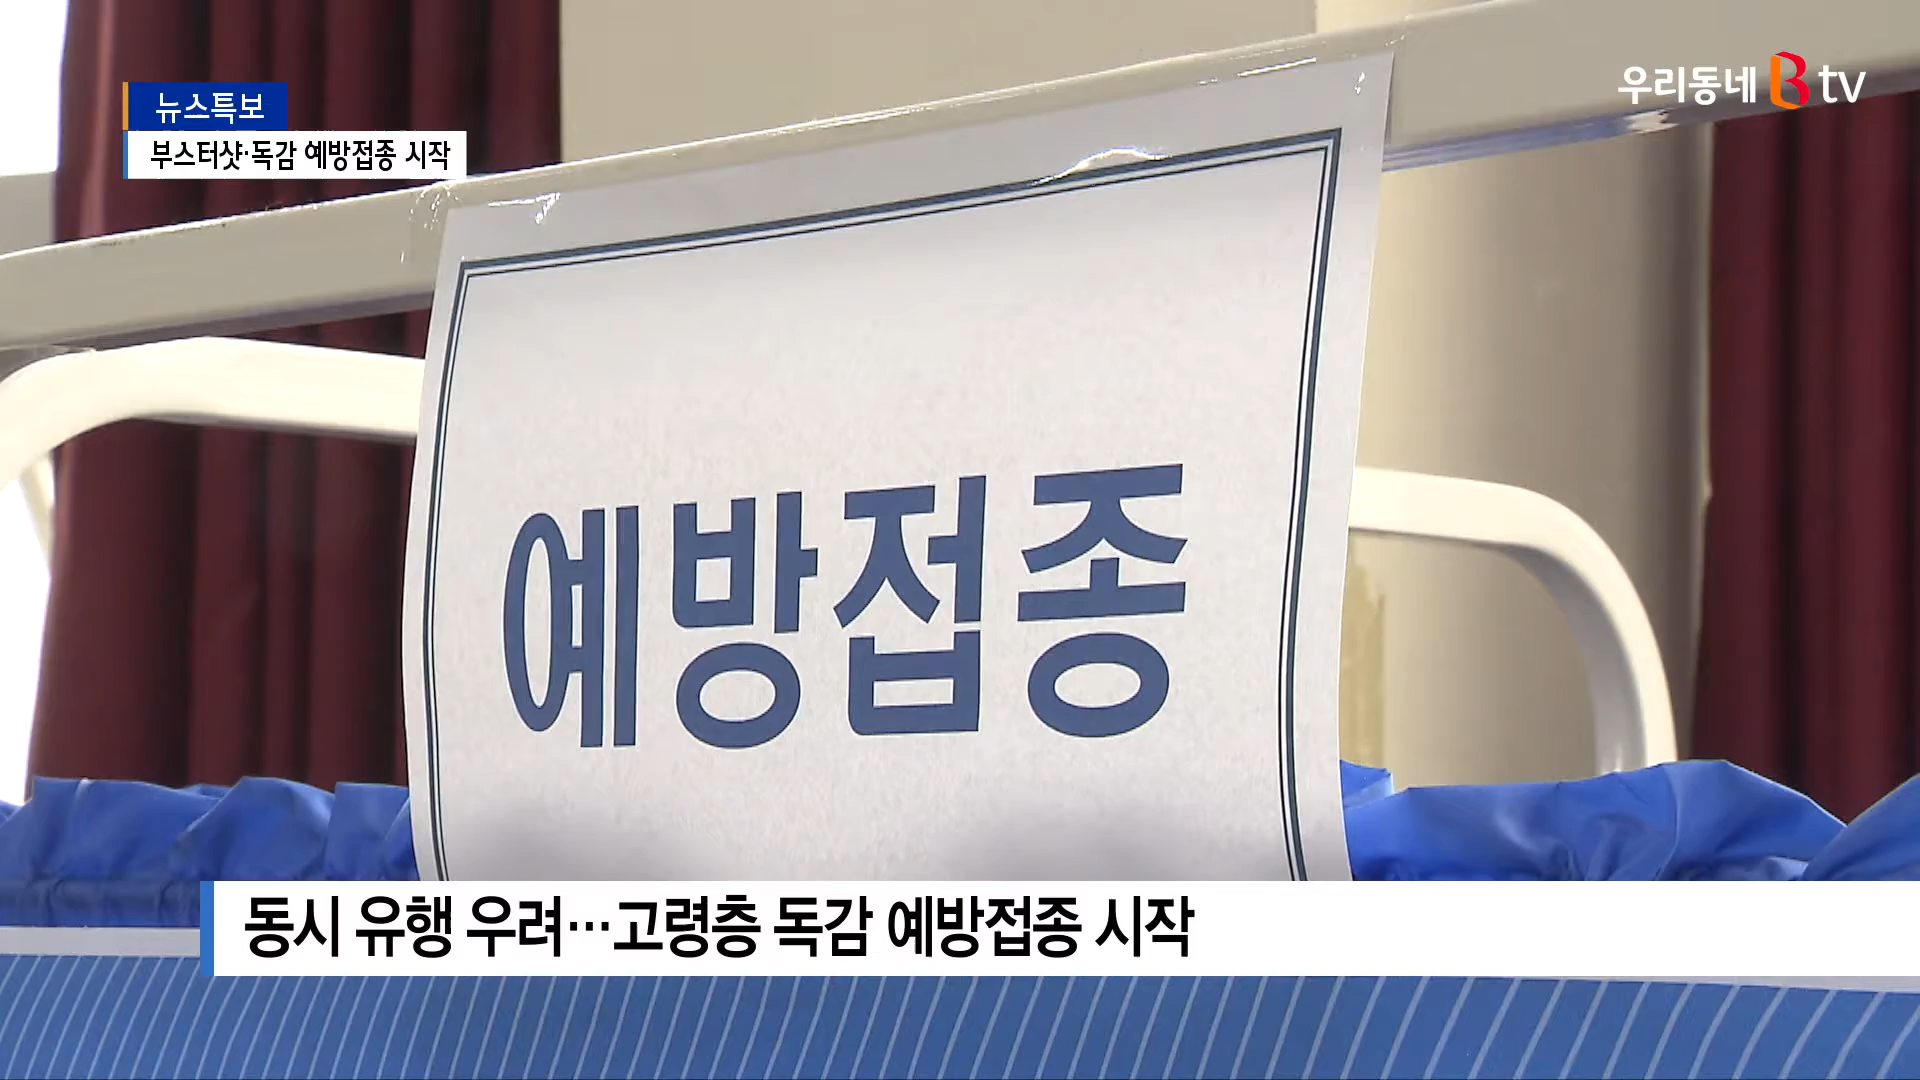 뉴스특보
부스터샷·독감 예방접종 시작
우리동네 B tv
예방접종
동시 유행 우려…고령층 독감 예방접종 시작